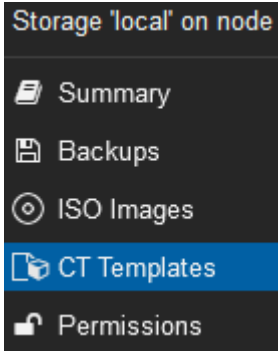 Storage 'local' on node
Summary
Backups
ISO Images
CT Templates
Permissions